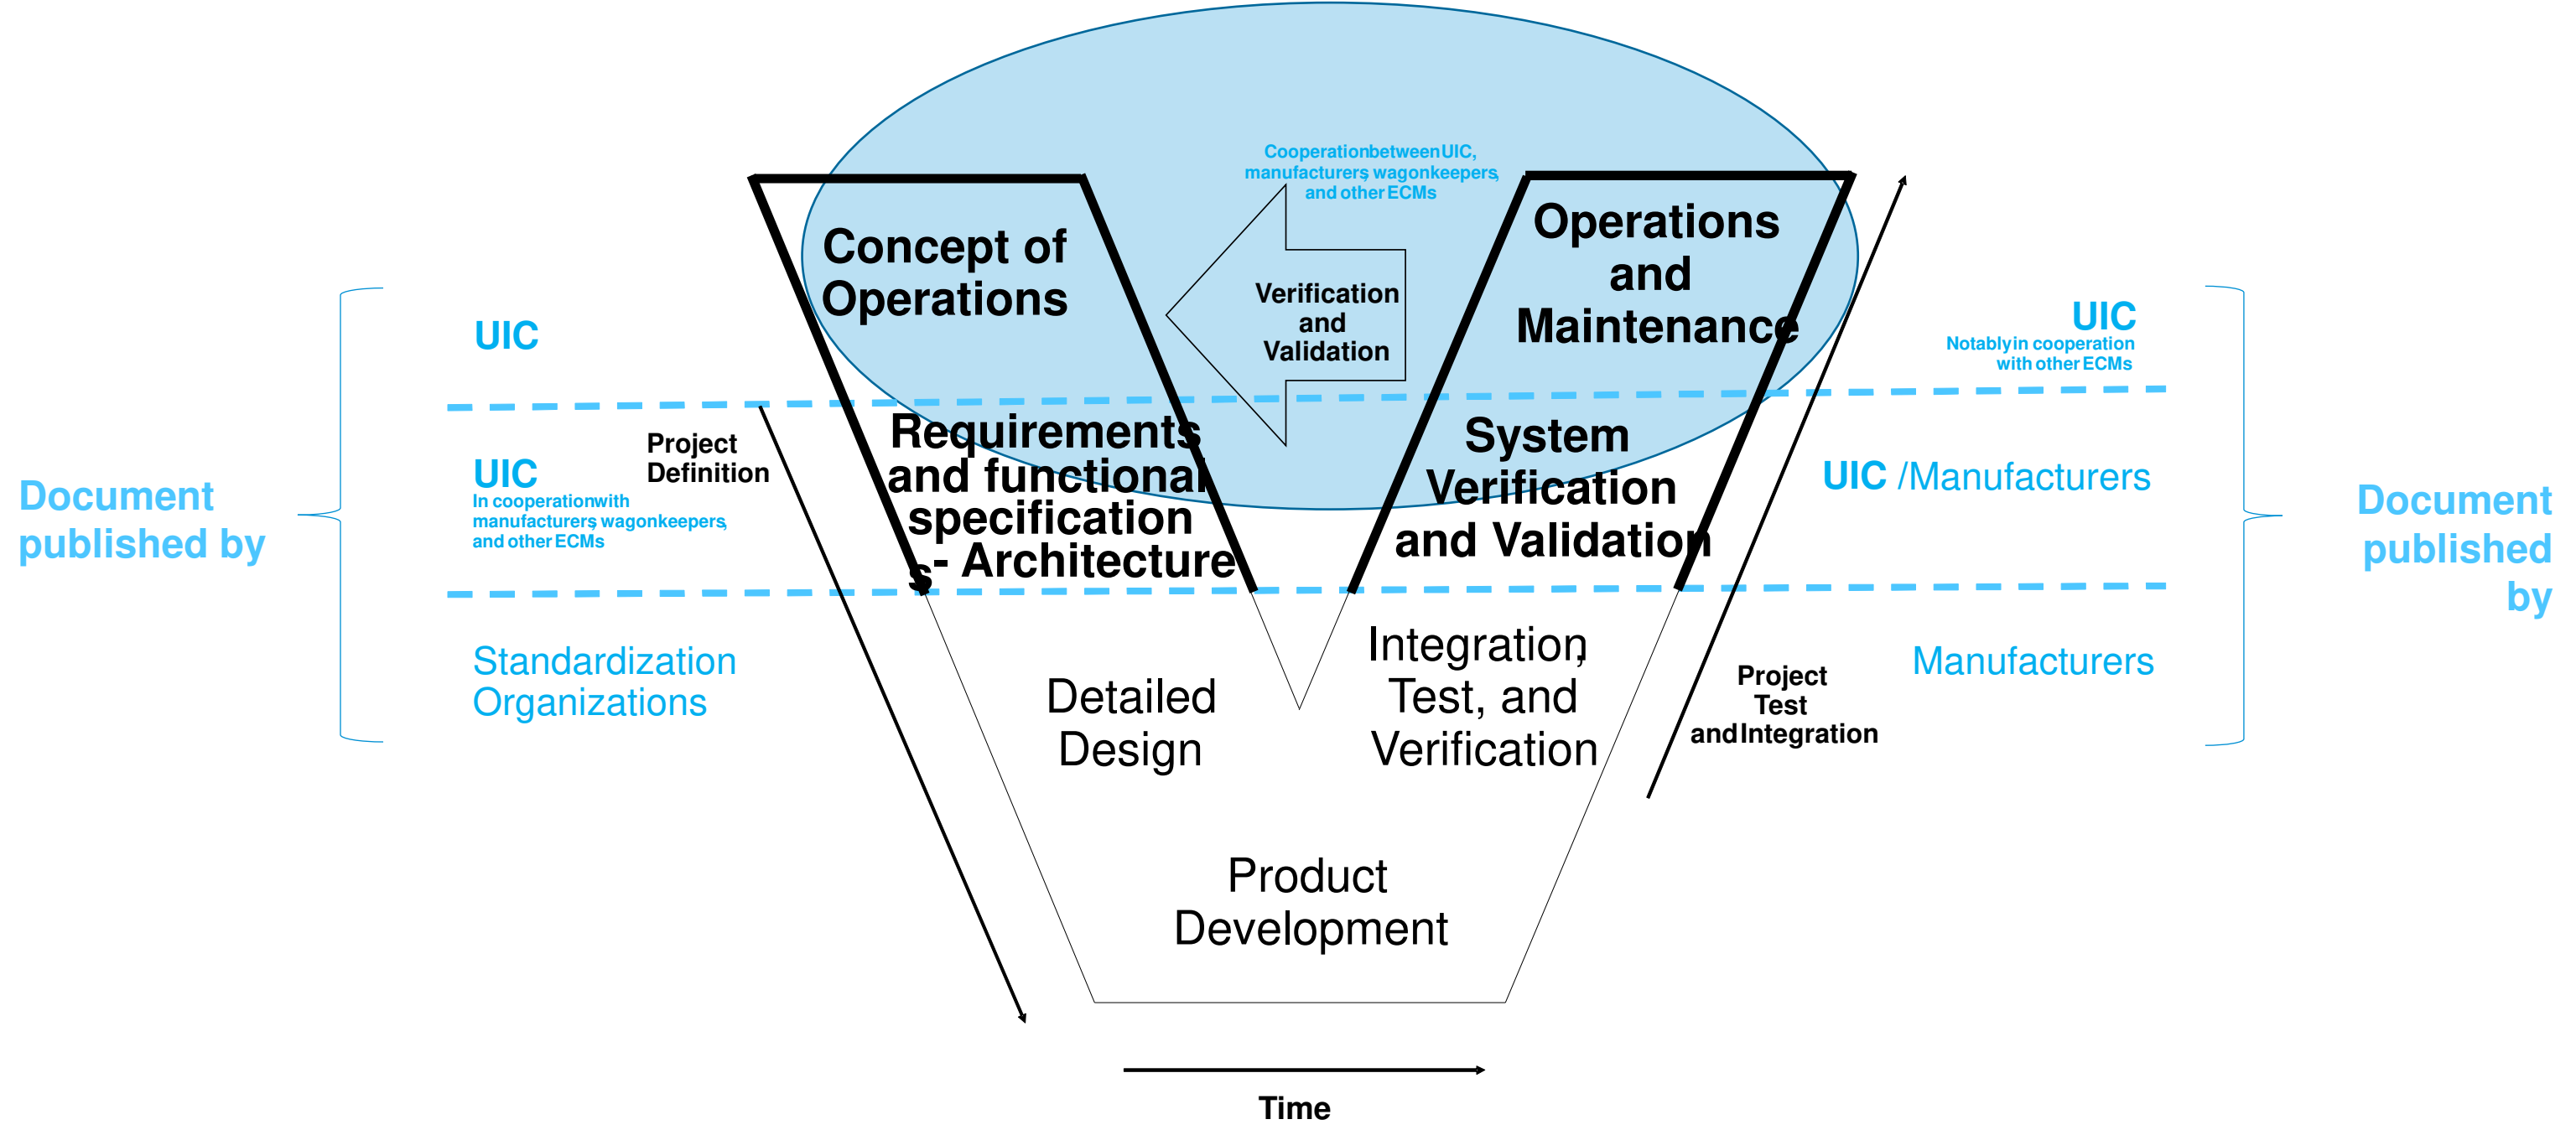 Cooperation between UIC,
manufacturers, wagon keepers,
and other ECMs
Concept of
Operations
Operations
and
Maintenance
Verification
and
Validation
UIC
UIC
Notably in cooperation
with other ECMs
Project
Definition
Requirements
and functional
specification
s - Architecture
System
Verification
and Validation
UIC
In cooperation with
manufacturers, wagon keepers,
and other ECMs
UIC /Manufacturers
Document
published by
Document
published
by
Standardization
Organizations
Detailed
Design
Integration,
Test, and
Verification
Project
Test
and Integration
Manufacturers
Product
Development
Time